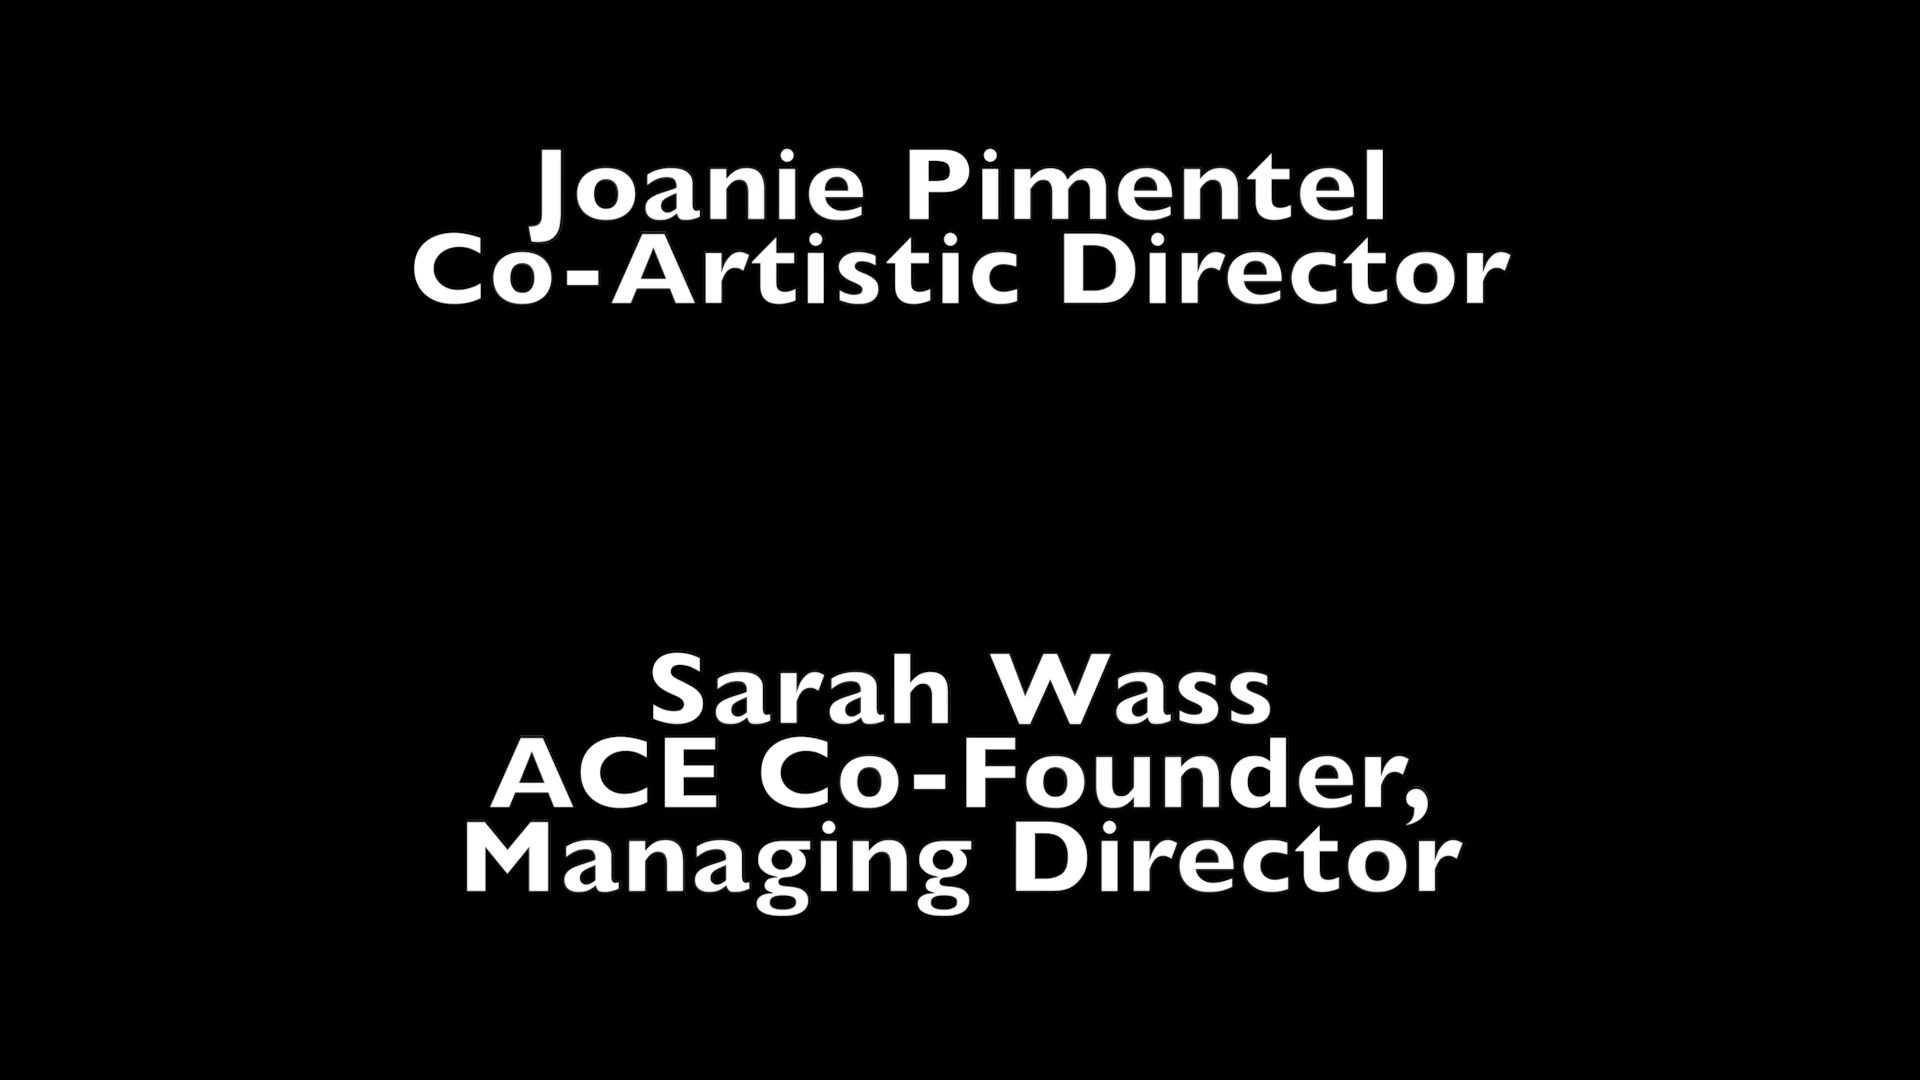 Joanie Pimentel
Co-Artistic Director
Sarah Wass
ACE Co-Founder,
Managing Director